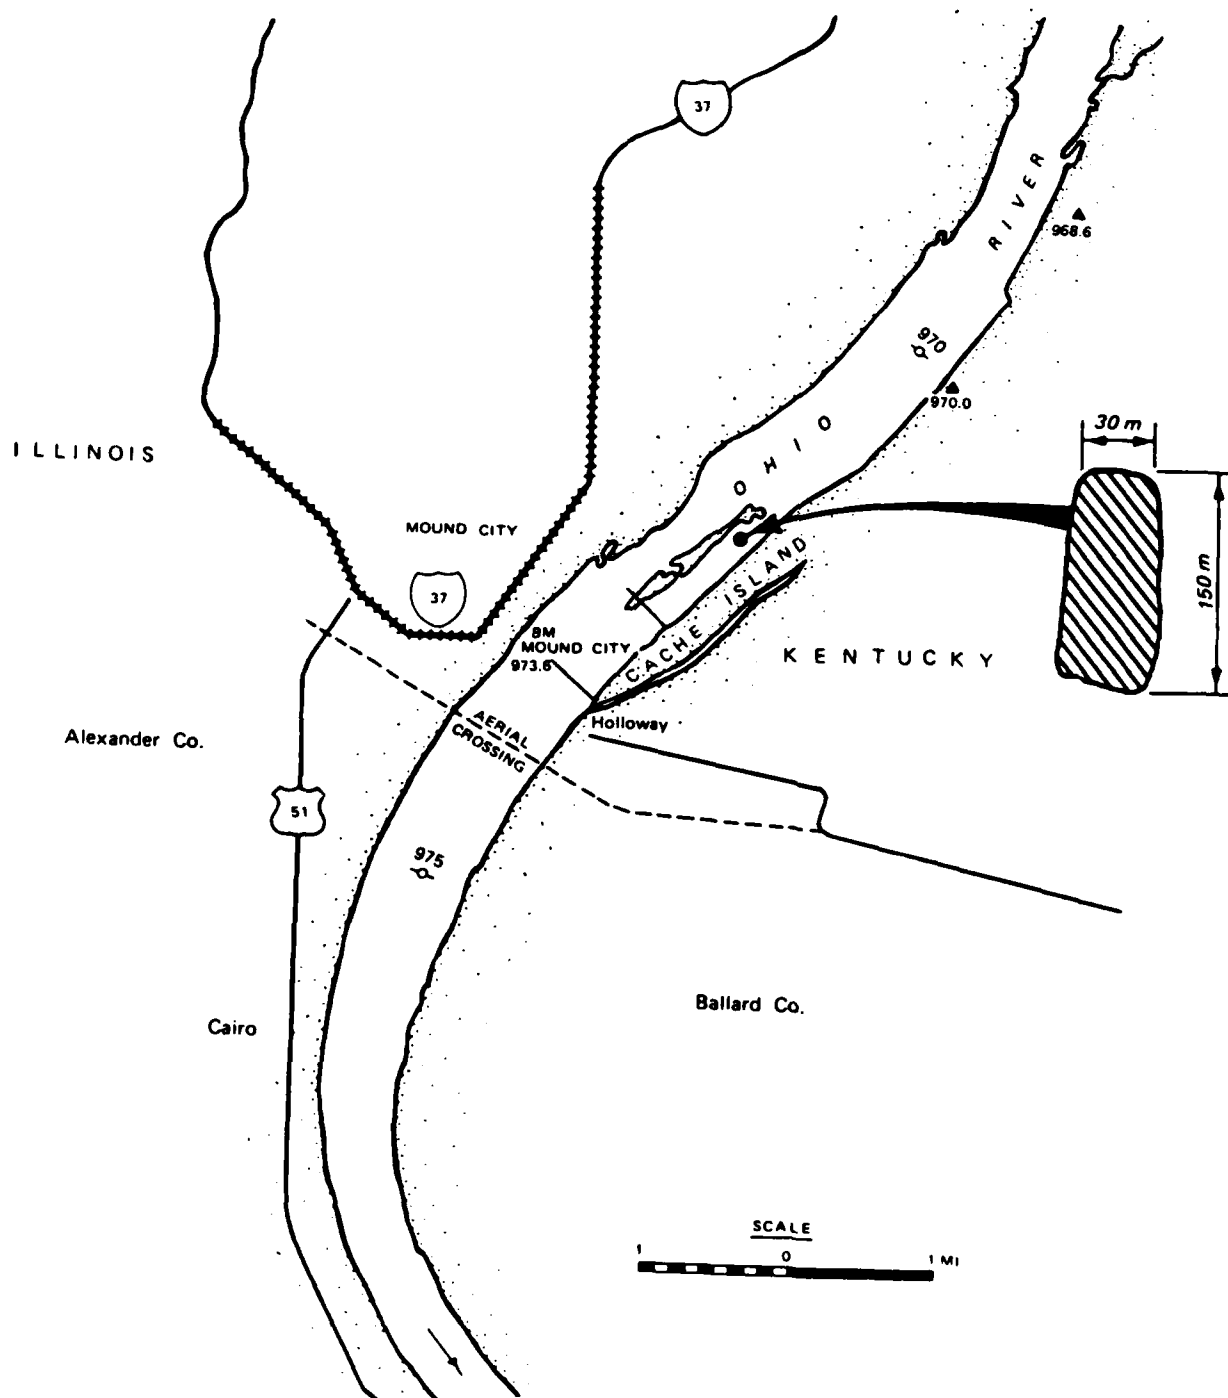 37
RIVER
968.6
970
970.0
OHIO
30 m
150 m
ILLINOIS
MOUND CITY
37
BM
MOUND CITY
973.6
CACHE ISLAND
KENTUCKY
Holloway
AERIAL
CROSSING
Alexander Co.
51
975
Cairo
Ballard Co.
SCALE
1 0 1 MI